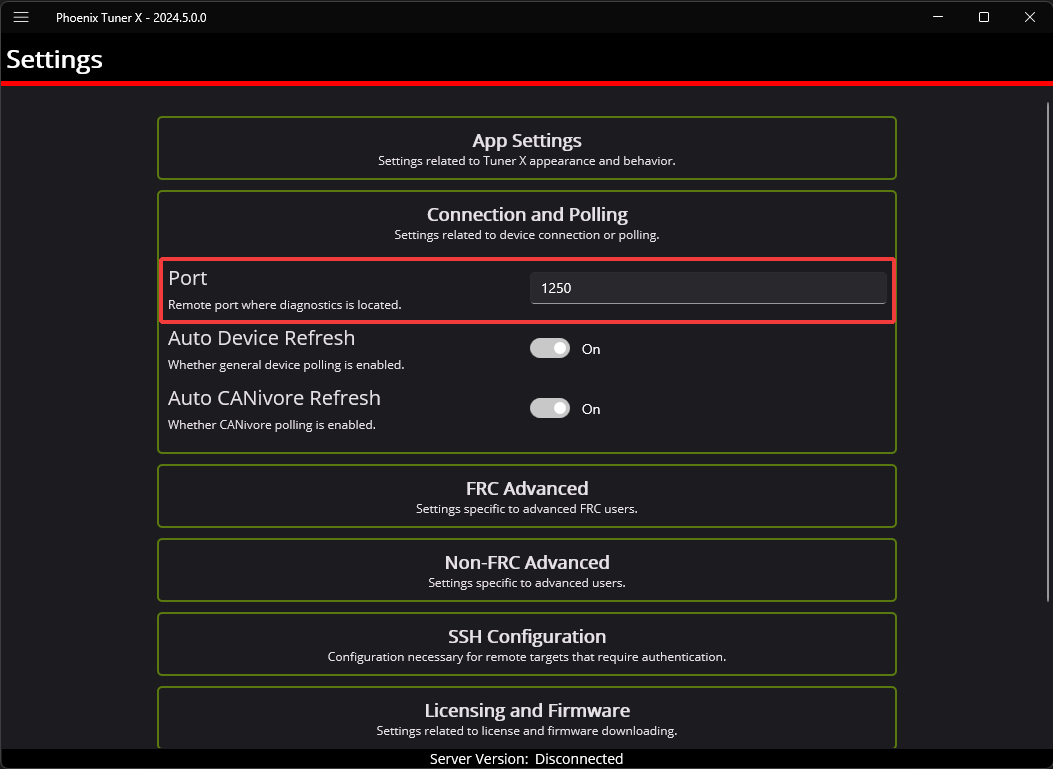 Phoenix Tuner X - 2024.5.0.0
Settings
App Settings
Settings related to Tuner X appearance and behavior.
Connection and Polling
Settings related to device connection or polling.
Port
1250
Remote port where diagnostics is located.
Auto Device Refresh
On
Whether general device polling is enabled.
Auto CANivore Refresh
On
Whether CANivore polling is enabled.
FRC Advanced
Settings specific to advanced FRC users.
Non-FRC Advanced
Settings specific to advanced users.
SSH Configuration
Configuration necessary for remote targets that require authentication.
Licensing and Firmware
Settings related to license and firmware downloading.
Server Version: Disconnected